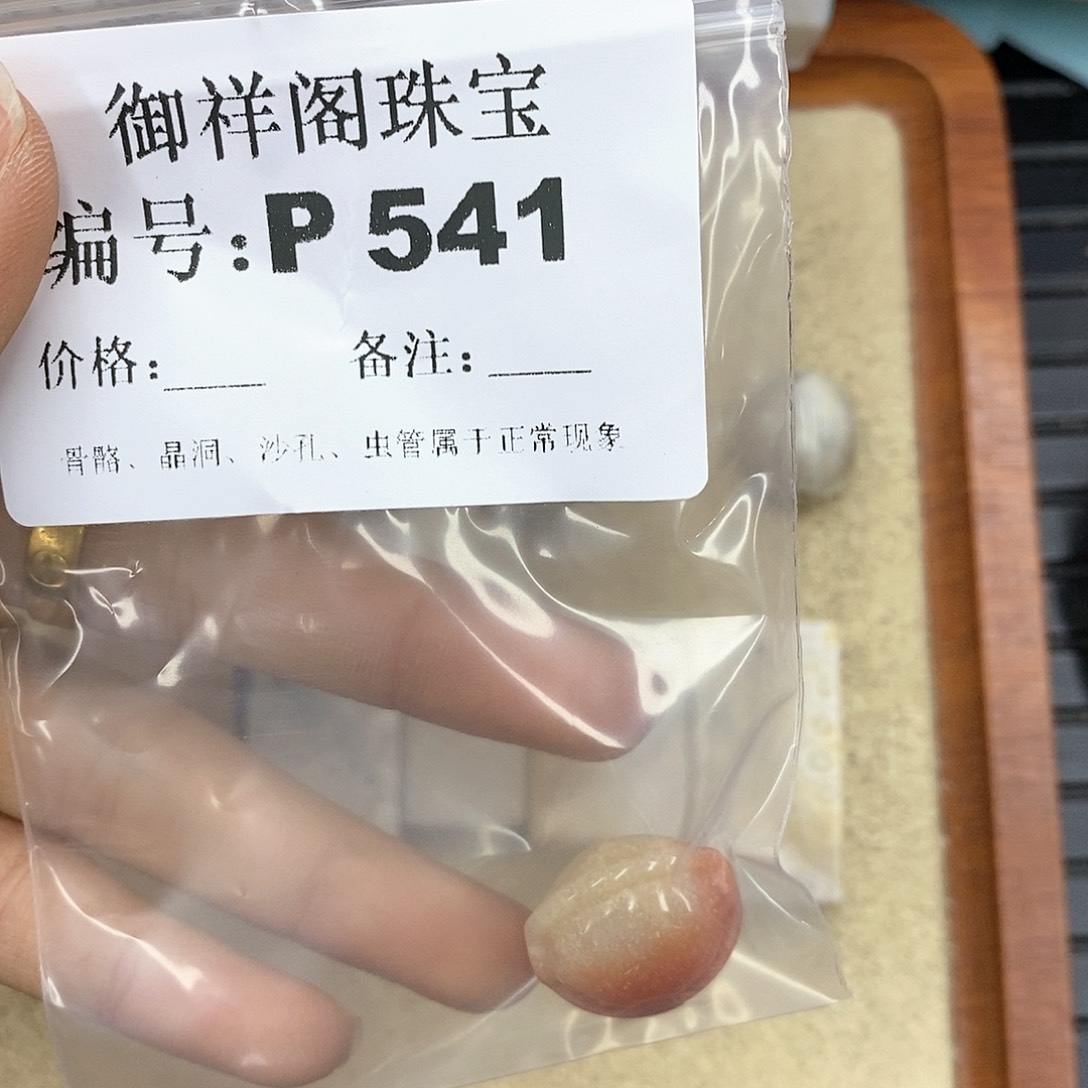 御祥阁珠宝
编号:P 541
价格:____ 备注:____
骨骼、晶洞、沙孔、虫管属于正常现象